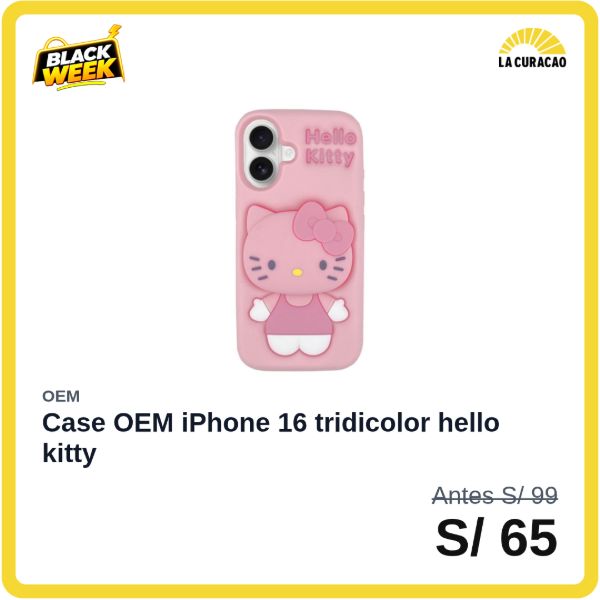 BLACK
WEEK
LA CURACAO
Hello
Kitty
OEM
Case OEM iPhone 16 tridicolor hello
kitty
Antes S/ 99
S/ 65